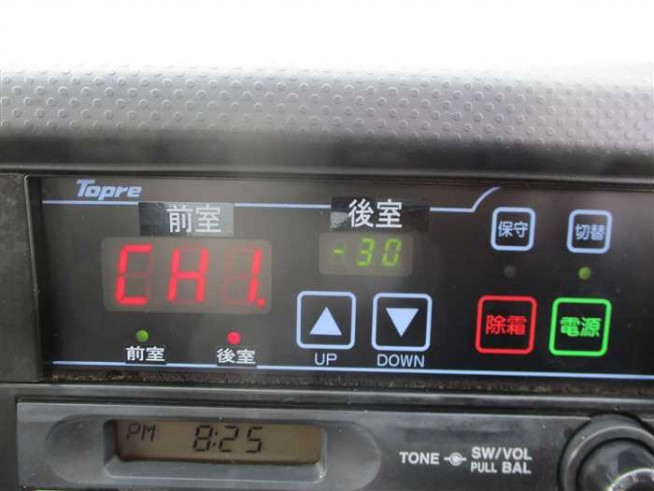 Topre
前室
後室
保守
切替
CH1.
-30
前室
後室
UP
DOWN
除霜
電源
PM 8:25
TONE
SW/VOL
PULL BAL